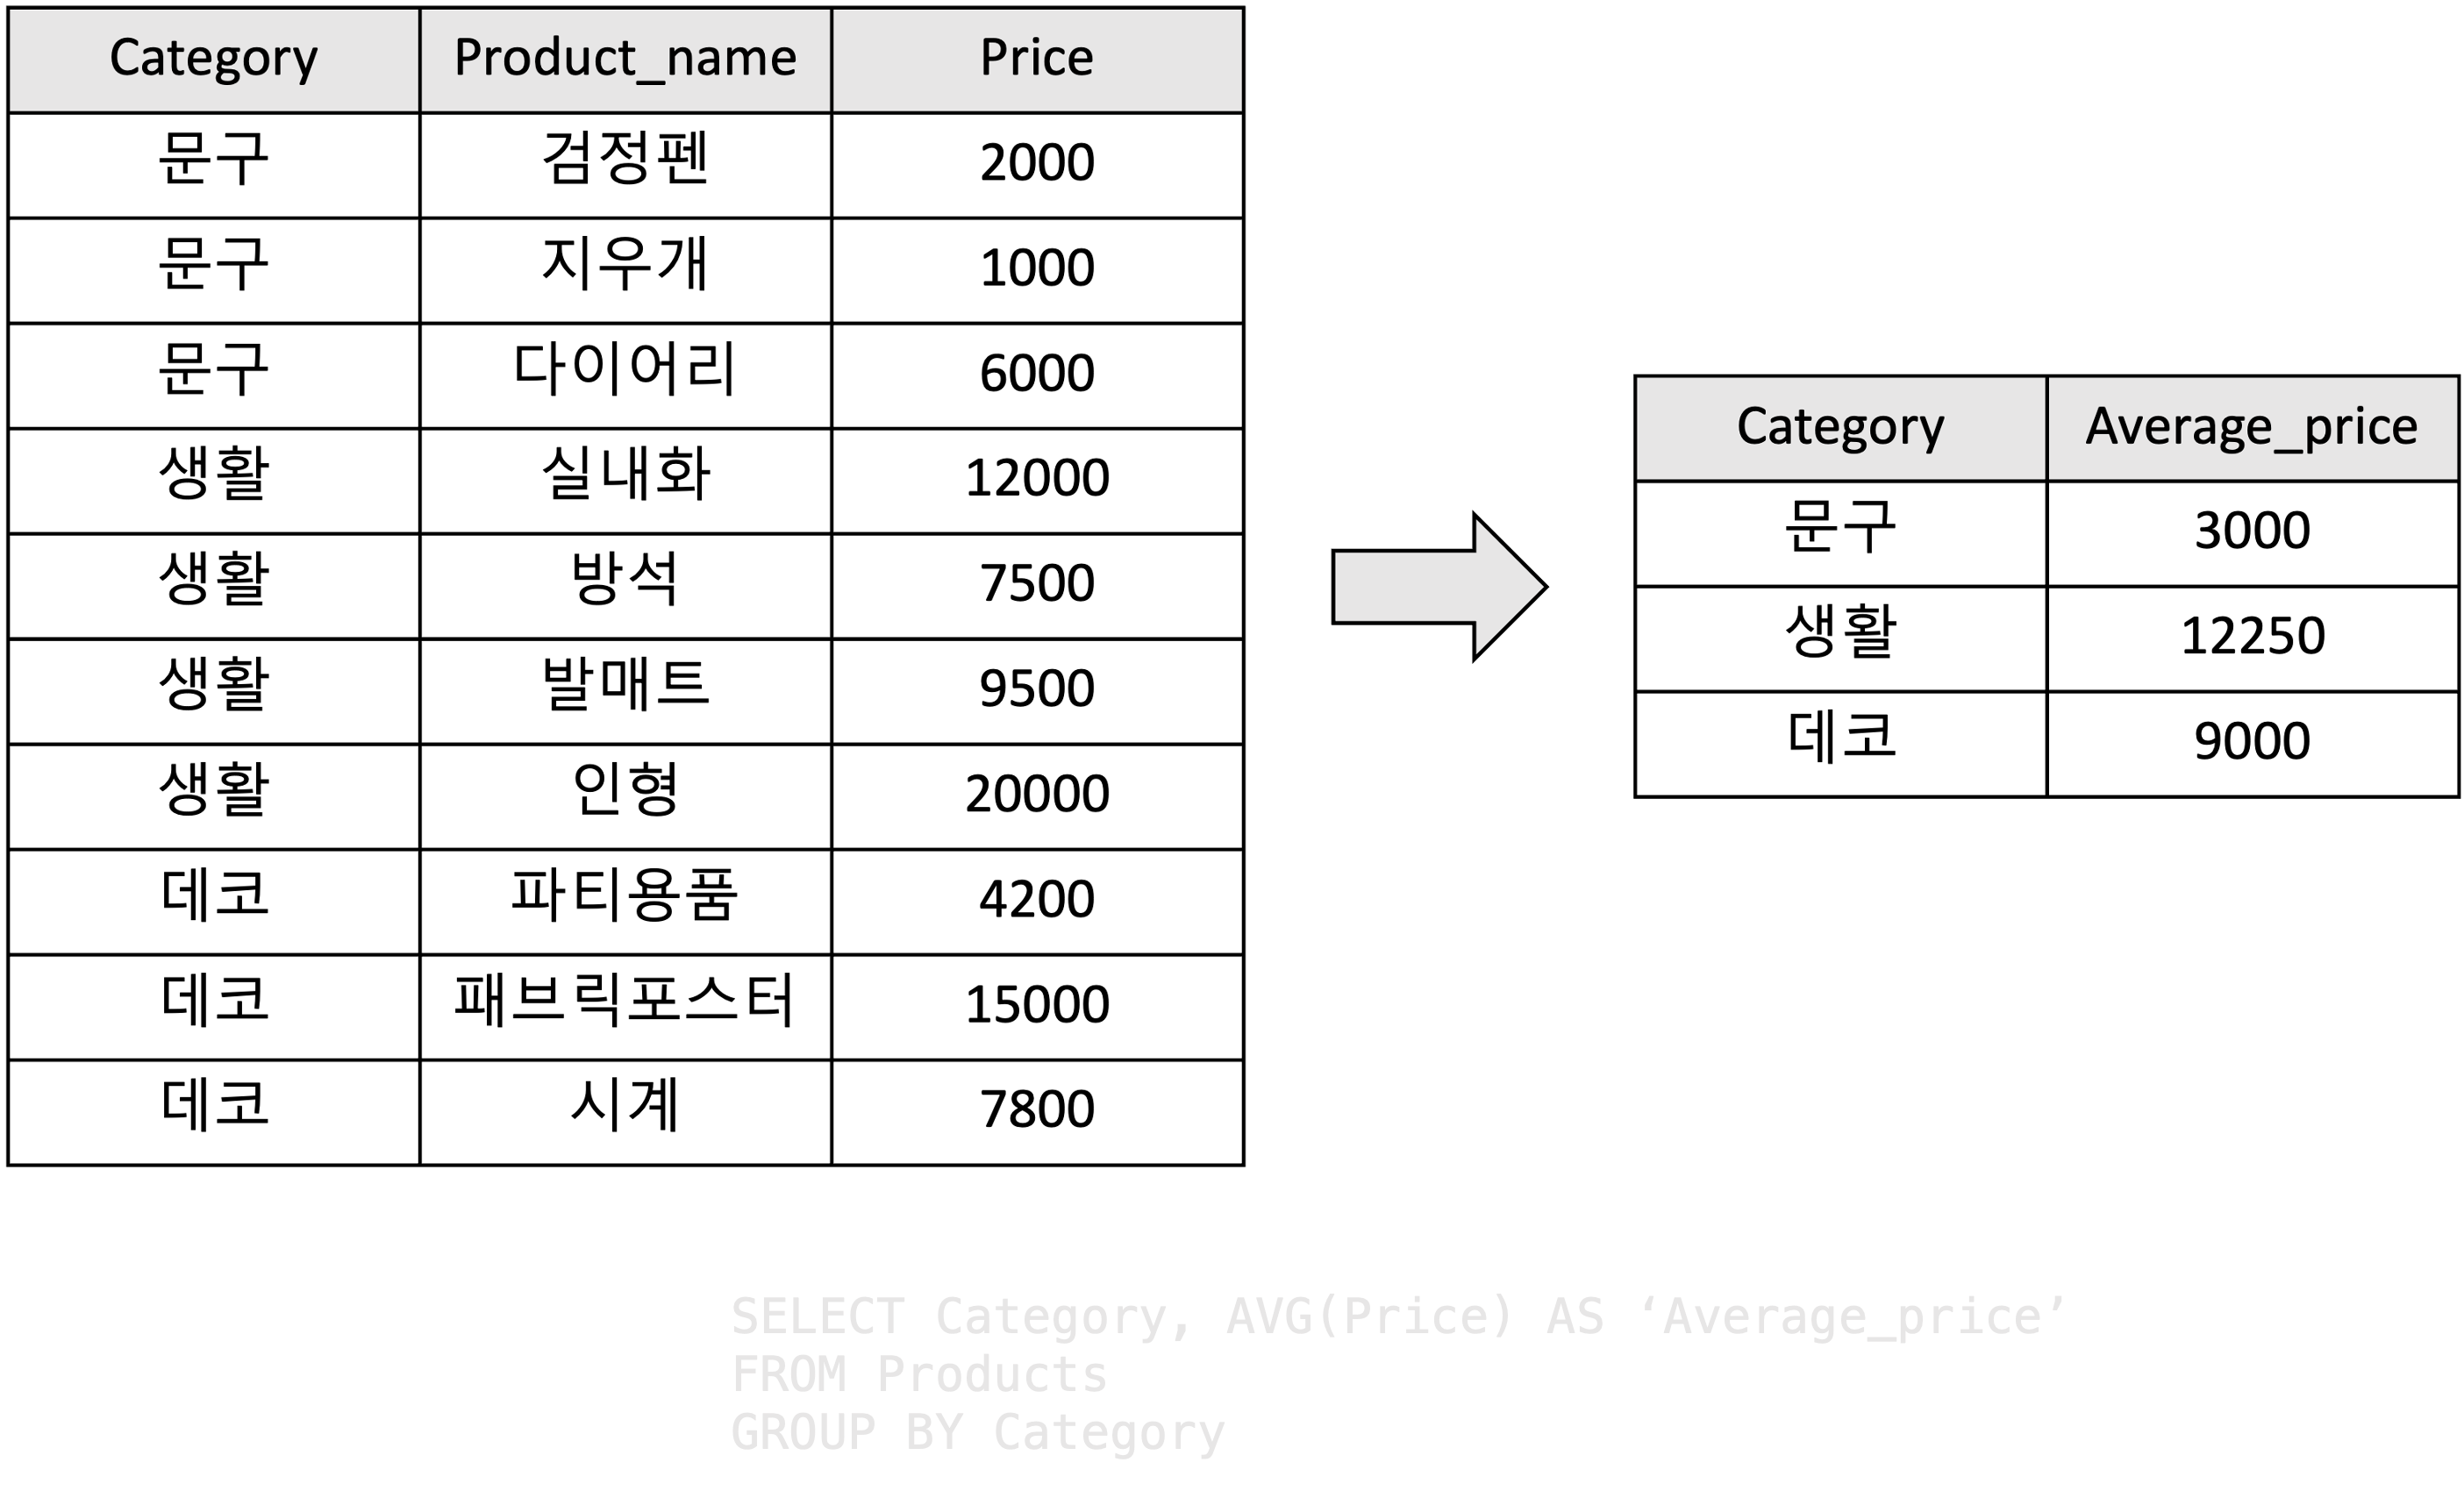 Category Product_name Price
문구 검정펜 2000
문구 지우개 1000
문구 다이어리 6000
생활 실내화 12000
생활 방석 7500
생활 발매트 9500
생활 인형 20000
데코 파티용품 4200
데코 패브릭포스터 15000
데코 시계 7800
Category Average_price
문구 3000
생활 12250
데코 9000
SELECT Category, AVG(Price) AS ‘Average_price’
FROM Products
GROUP BY Category